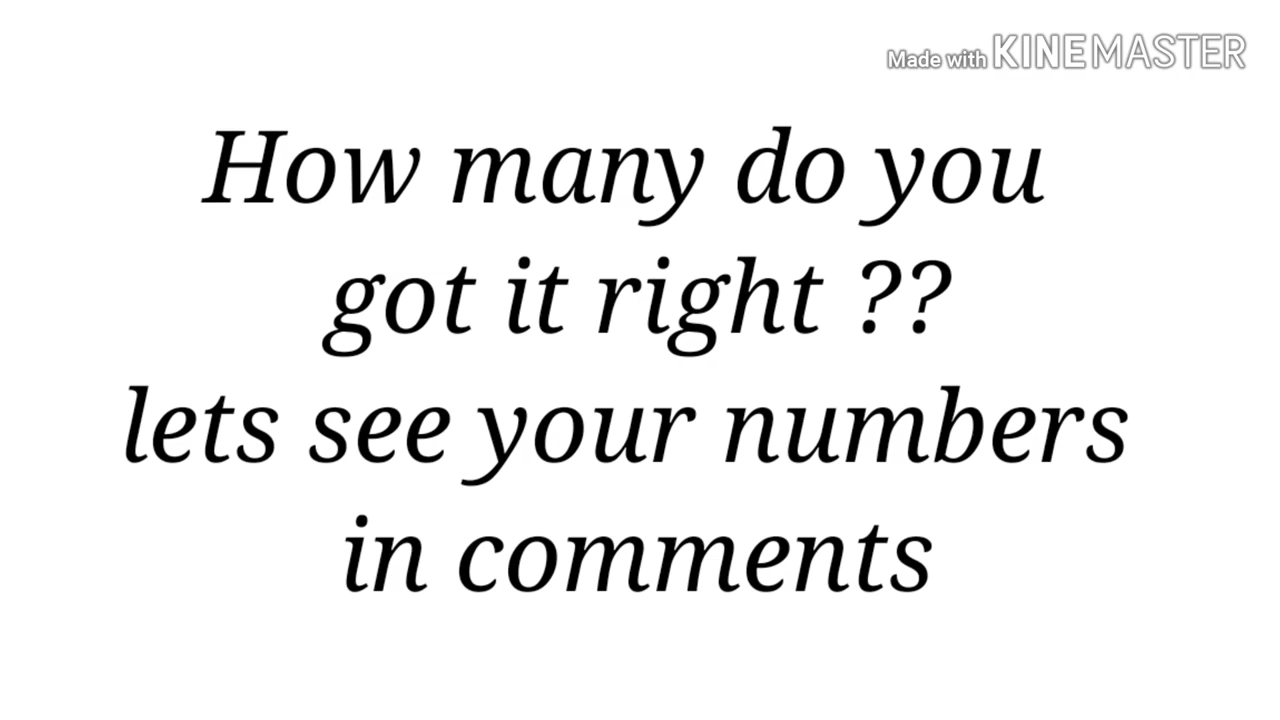 Made with KINEMASTER
How many do you
got it right ??
lets see your numbers
in comments